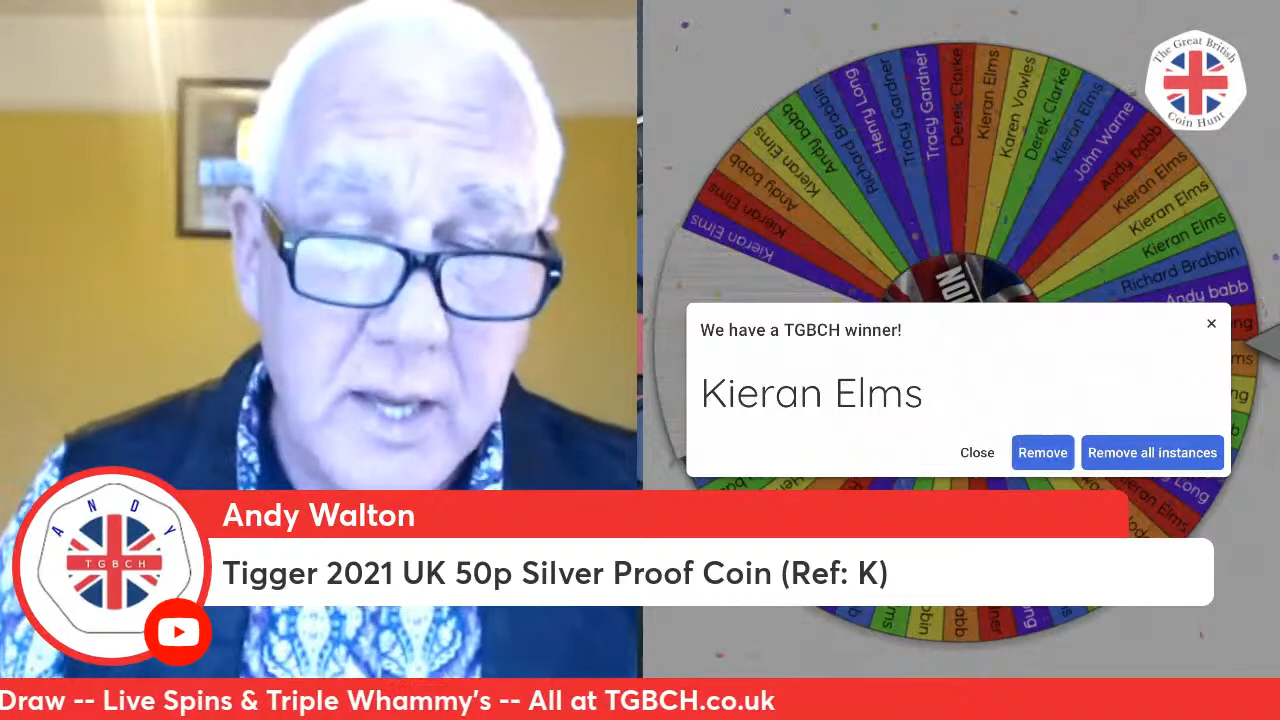 The Great British
Coin Hunt
Kieran Elms
Kieran Elms
Andy babb
Kieran Elms
Andy babb
Richard Brabbin
Henry Long
Tracy Gardner
Tracy Gardner
Derek Clarke
Kieran Elms
Karen Vowles
Derek Clarke
Kieran Elms
John Warne
Andy babb
Kieran Elms
Kieran Elms
Kieran Elms
Richard Brabbin
Andy babb
We have a TGBCH winner!
×
Kieran Elms
Close
Remove
Remove all instances
Long
Kieran Elms
Andy Walton
Tigger 2021 UK 50p Silver Proof Coin (Ref: K)
ANDY
TGBCH
Draw -- Live Spins & Triple Whammy's -- All at TGBCH.co.uk